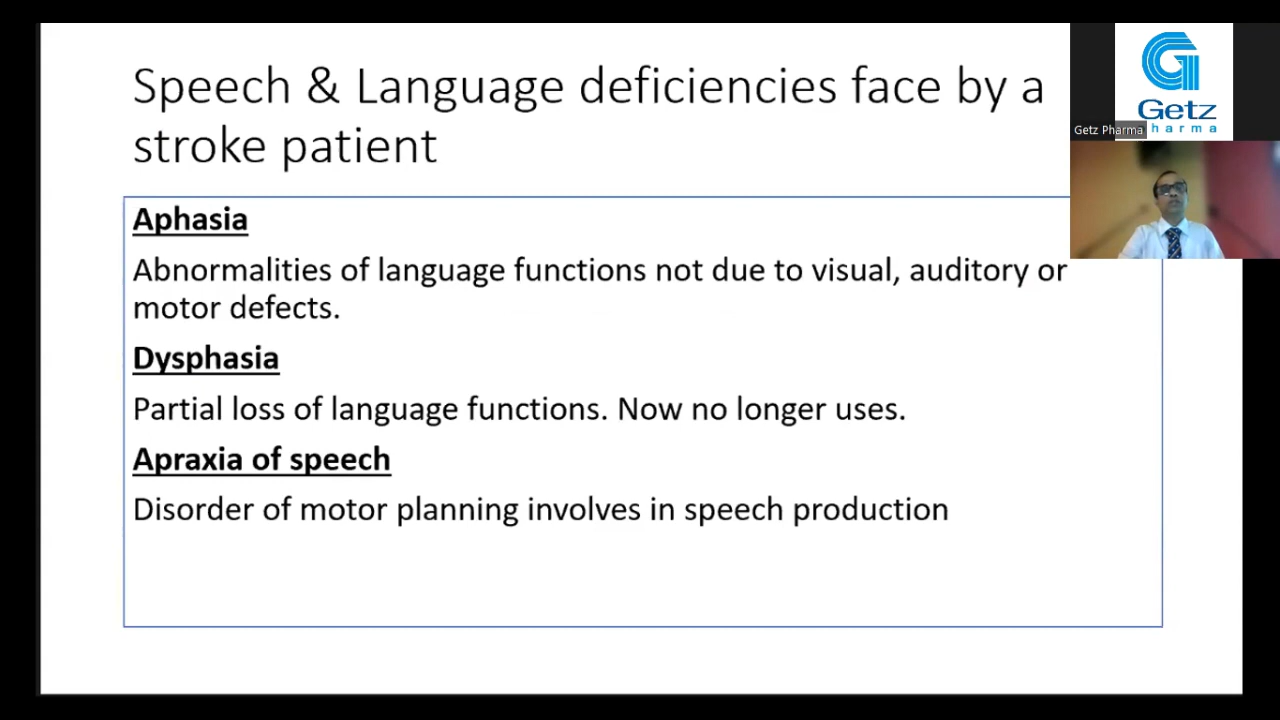 Speech & Language deficiencies face by a
stroke patient
Aphasia
Abnormalities of language functions not due to visual, auditory or
motor defects.
Dysphasia
Partial loss of language functions. Now no longer uses.
Apraxia of speech
Disorder of motor planning involves in speech production
Getz
harma
Getz Pharma